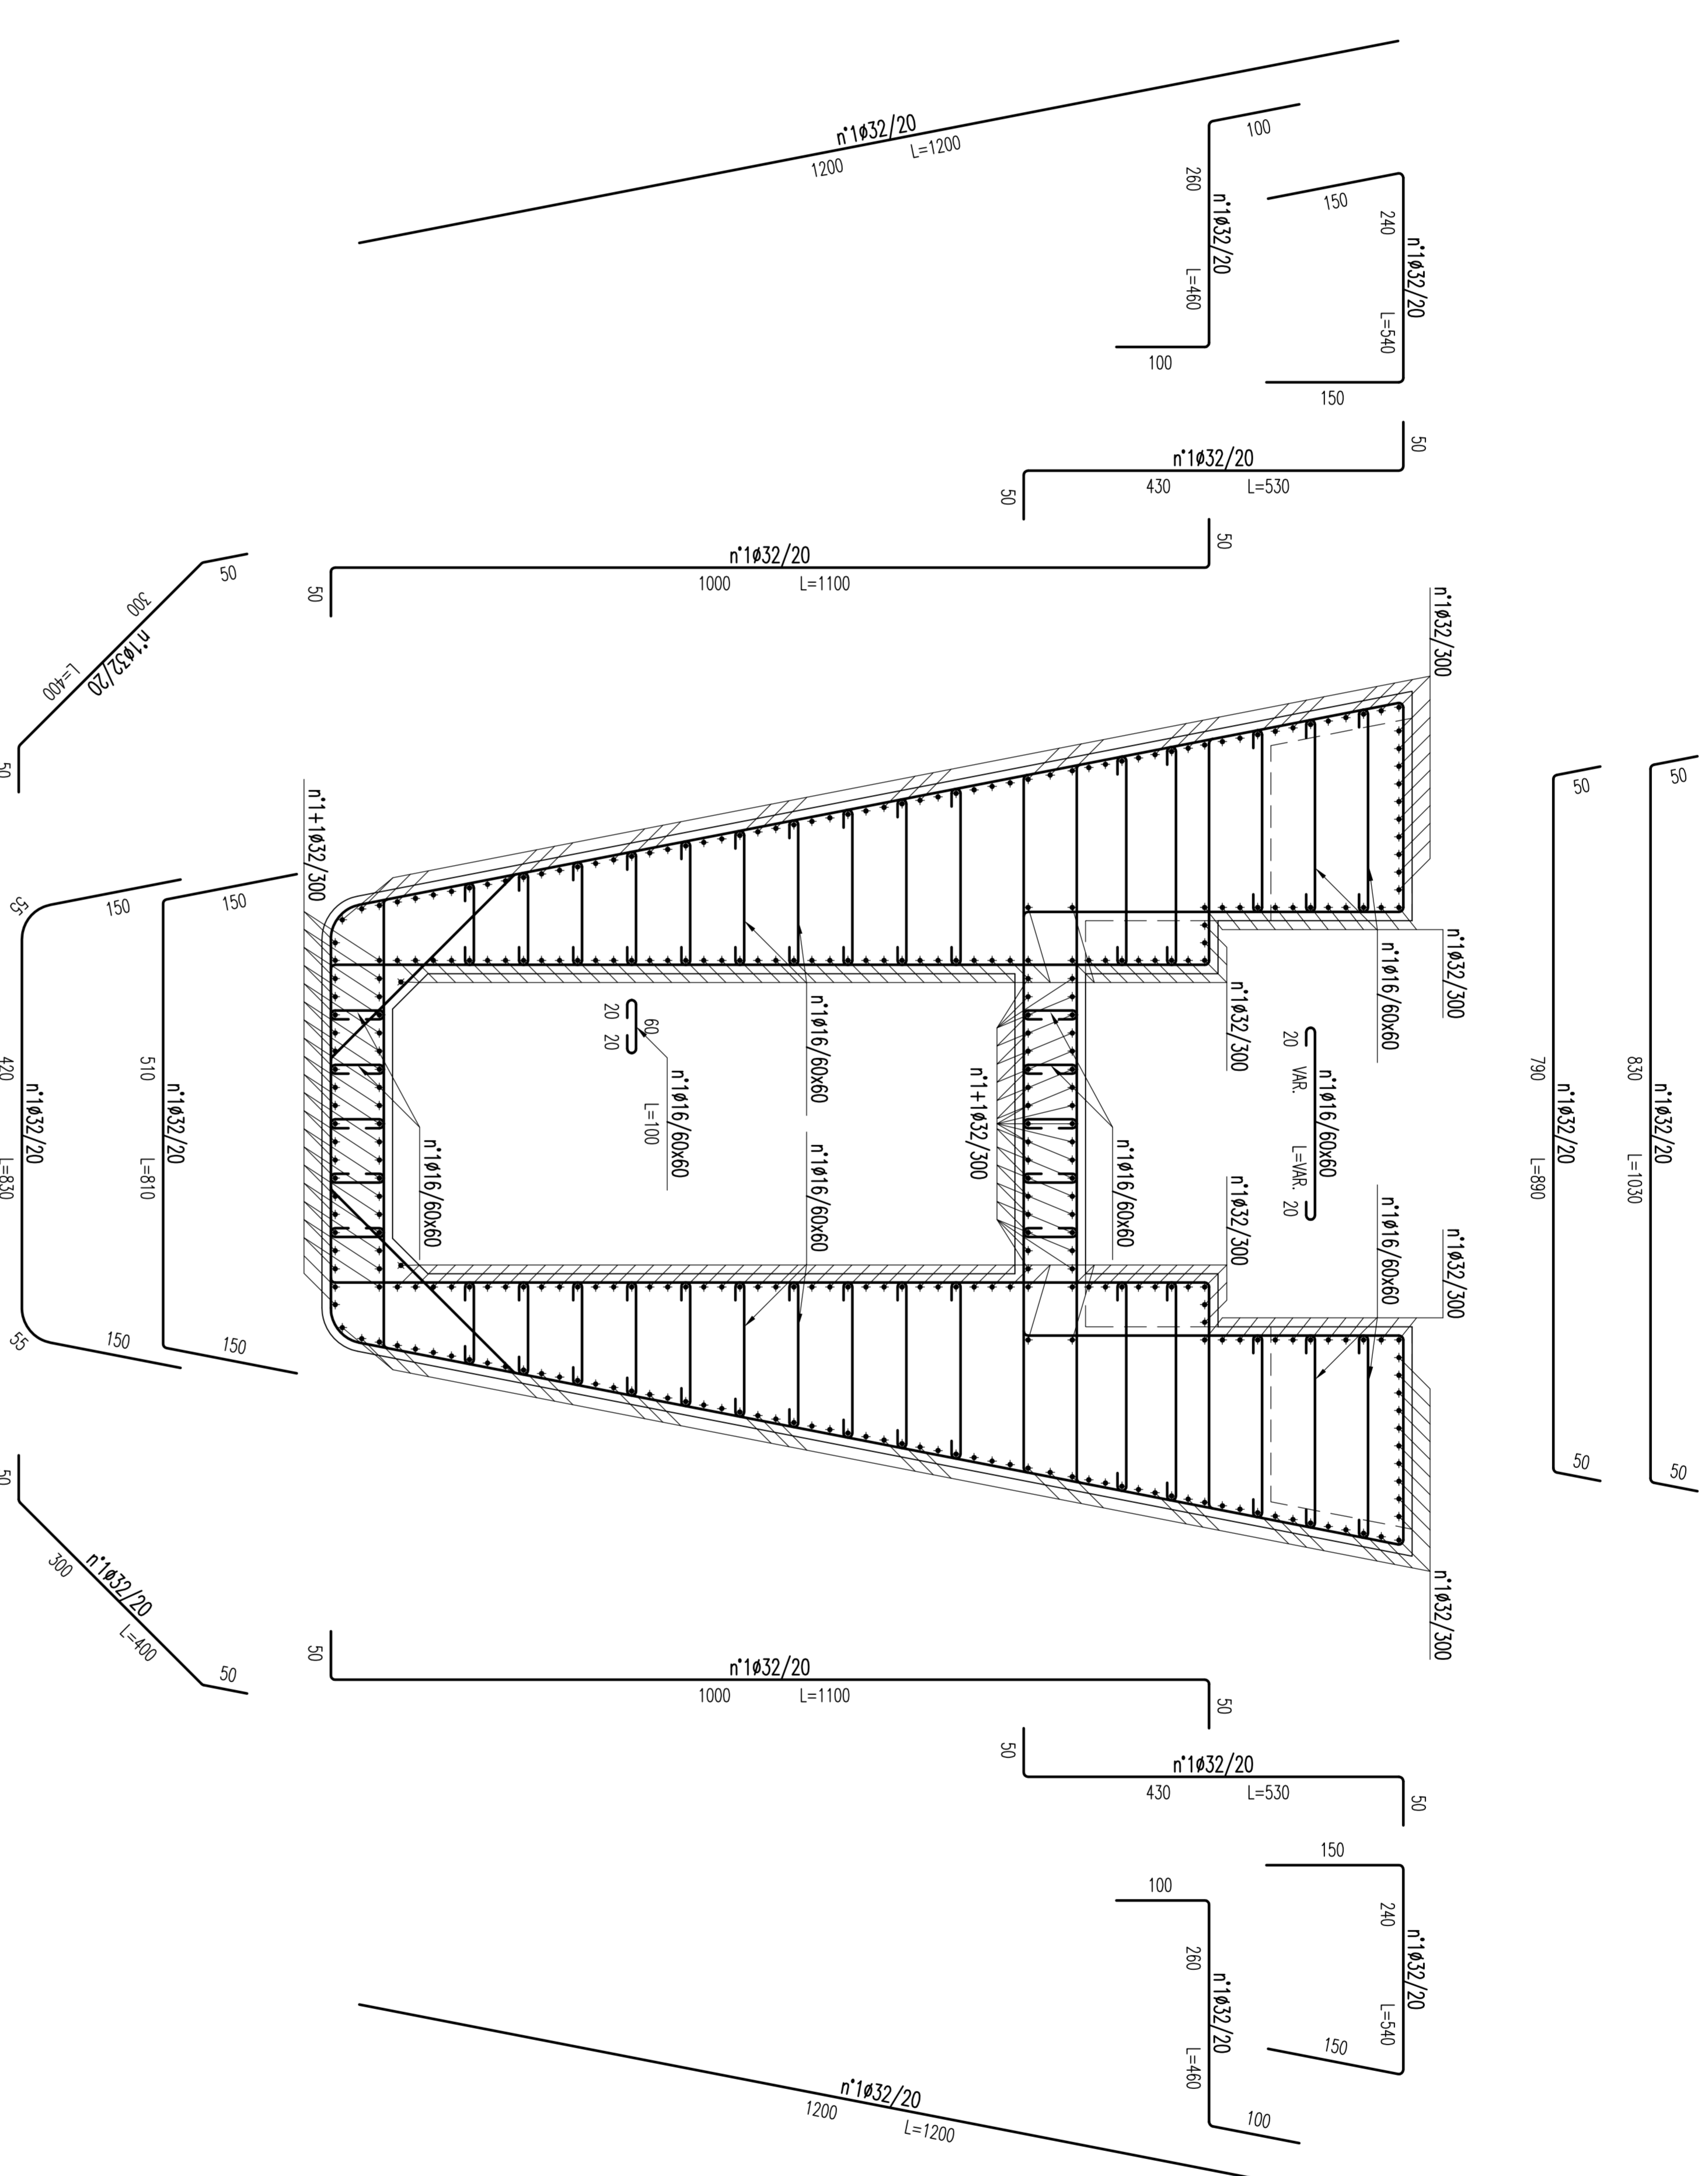 n°1ø32/20
1200 L=1200
100
260
n°1ø32/20
L=460
100
150
240
n°1ø32/20
L=540
150
50
n°1ø32/20
430 L=530
50
50
n°1ø32/20
1000 L=1100
50
50
300
n°1ø32/20
L=400
50
n°1ø32/300
n°1+1ø32/300
50
830
n°1ø32/20
L=1030
50
50
790
n°1ø32/20
L=890
50
55
150
420
n°1ø32/20
L=830
55
150
150
510
n°1ø32/20
L=810
150
n°1ø32/300
n°1ø16/60x60
n°1ø32/300
n°1ø16/60x60
20 VAR.
n°1ø16/60x60
L=VAR. 20
60
20 20
n°1ø16/60x60
L=100
n°1+1ø32/300
n°1ø16/60x60
n°1ø16/60x60
n°1ø16/60x60
n°1ø32/300
n°1ø16/60x60
n°1ø32/300
n°1ø32/300
50
300
n°1ø32/20
L=400
50
50
n°1ø32/20
1000 L=1100
50
50
n°1ø32/20
430 L=530
50
150
240
n°1ø32/20
L=540
150
100
260
n°1ø32/20
L=460
100
n°1ø32/20
1200 L=1200